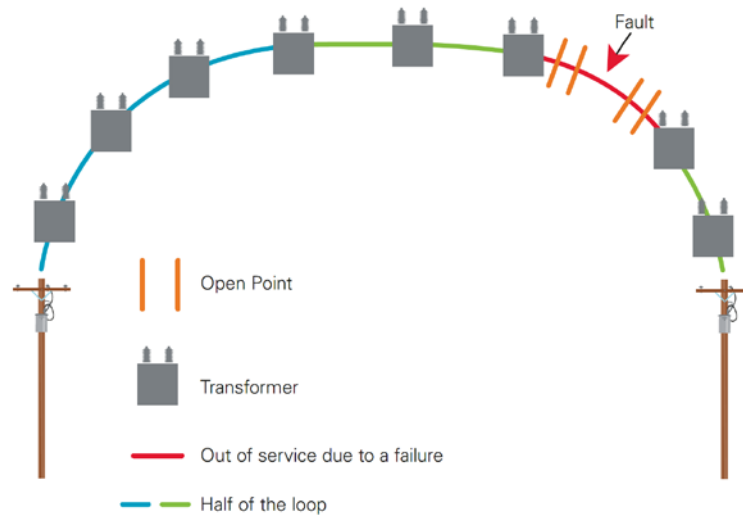 Fault
Open Point
Transformer
Out of service due to a failure
Half of the loop